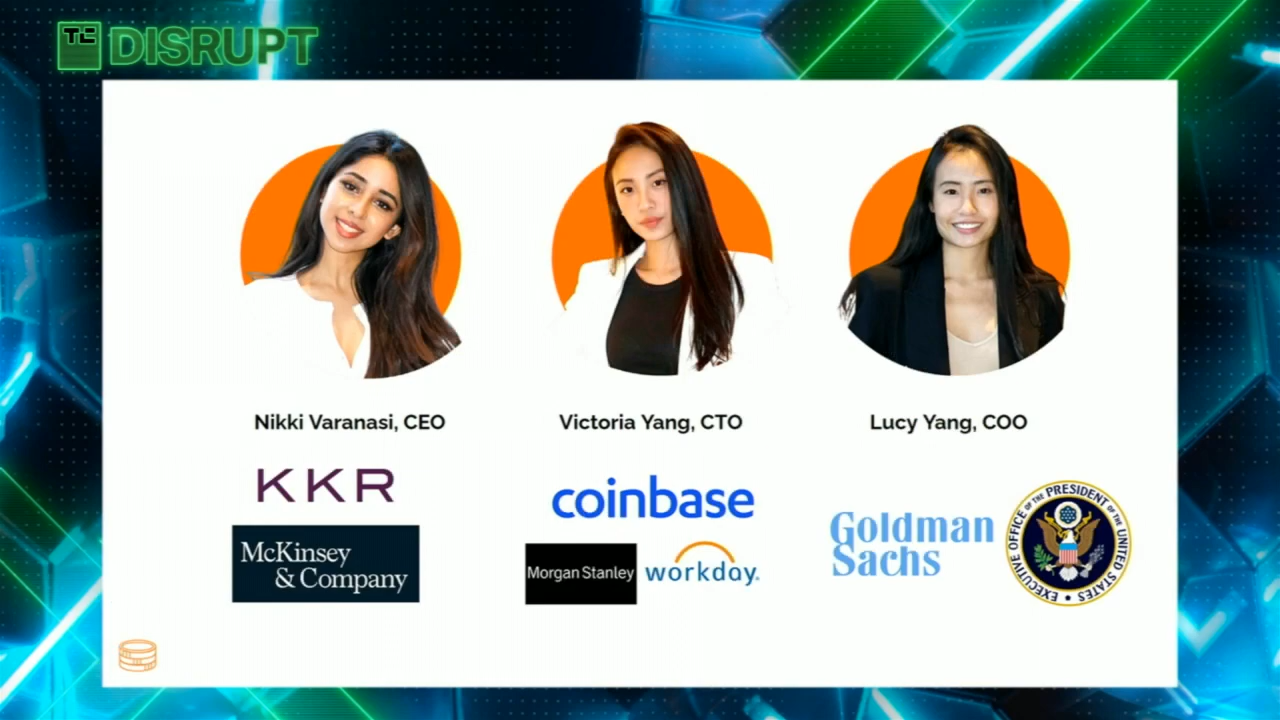 TC DISRUPT
Nikki Varanasi, CEO
Victoria Yang, CTO
Lucy Yang, COO
KKR
McKinsey
& Company
coinbase
Morgan Stanley
workday.
Goldman
Sachs
EXECUTIVE OFFICE OF THE PRESIDENT OF THE UNITED STATES